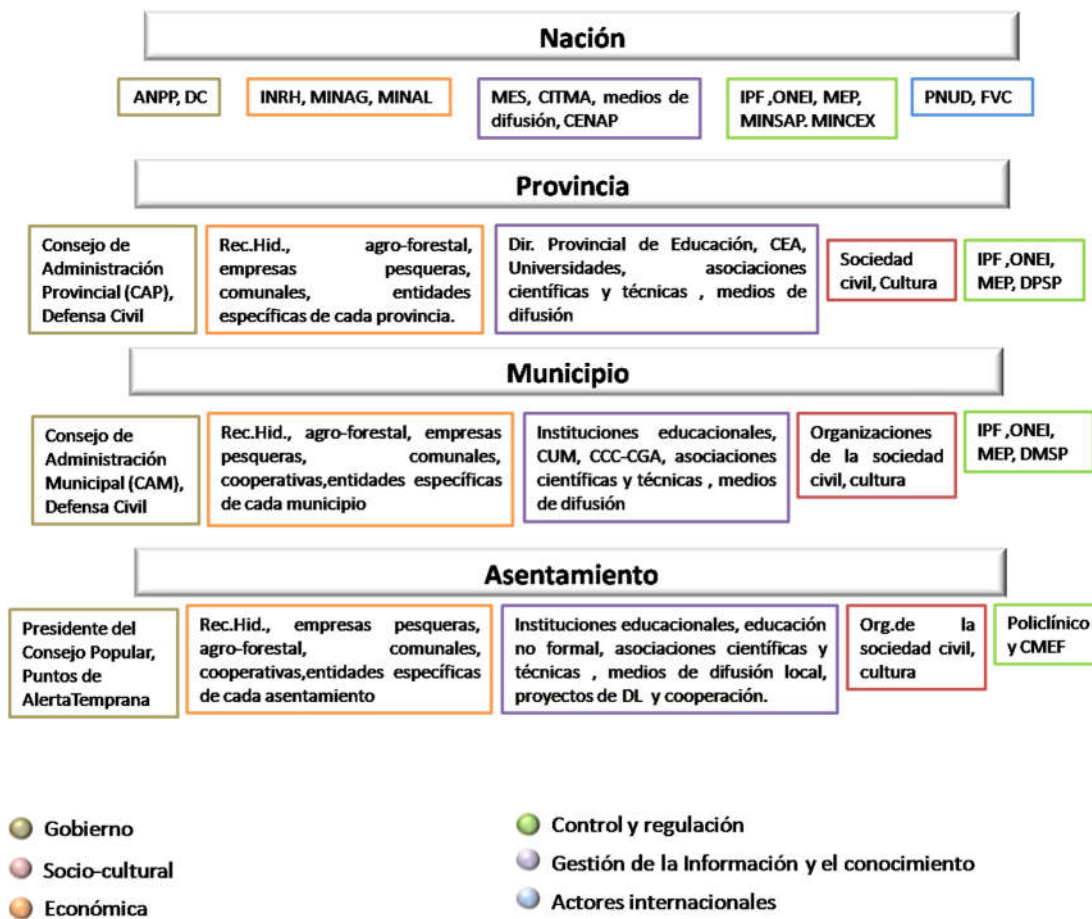 Nación
ANPP, DC
INRH, MINAG, MINAL
MES, CITMA, medios de
difusión, CENAP
IPF ,ONEI, MEP,
MINSAP. MINCEX
PNUD, FVC
Provincia
Consejo de
Administración
Provincial (CAP),
Defensa Civil
Rec.Hid., agro-forestal,
empresas pesqueras,
comunales, entidades
específicas de cada provincia.
Dir. Provincial de Educación, CEA,
Universidades, asociaciones
científicas y técnicas , medios de
difusión
Sociedad
civil, Cultura
IPF ,ONEI,
MEP, DPSP
Municipio
Consejo de
Administración
Municipal (CAM),
Defensa Civil
Rec.Hid., agro-forestal, empresas
pesqueras, comunales,
cooperativas,entidades específicas
de cada municipio
Instituciones educacionales,
CUM, CCC-CGA, asociaciones
científicas y técnicas , medios
de difusión
Organizaciones
de la sociedad
civil, cultura
IPF ,ONEI,
MEP, DMSP
Asentamiento
Presidente del
Consejo Popular,
Puntos de
AlertaTemprana
Rec.Hid., empresas pesqueras,
agro-forestal, comunales,
cooperativas,entidades específicas
de cada asentamiento
Instituciones educacionales, educación
no formal, asociaciones científicas y
técnicas , medios de difusión local,
proyectos de DL y cooperación.
Org.de la
sociedad civil,
cultura
Policlínico
y CMEF
Gobierno
Socio-cultural
Económica
Control y regulación
Gestión de la Información y el conocimiento
Actores internacionales